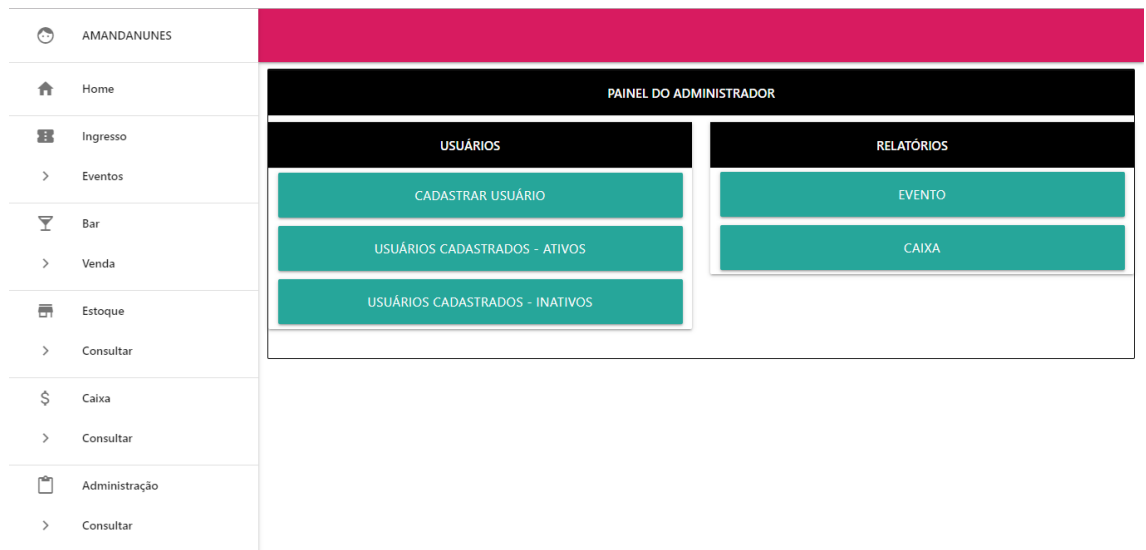 AMANDANUNES
Home
Ingresso
Eventos
Bar
Venda
Estoque
Consultar
Caixa
Consultar
Administração
Consultar
PAINEL DO ADMINISTRADOR
USUÁRIOS
CADASTRAR USUÁRIO
USUÁRIOS CADASTRADOS - ATIVOS
USUÁRIOS CADASTRADOS - INATIVOS
RELATÓRIOS
EVENTO
CAIXA